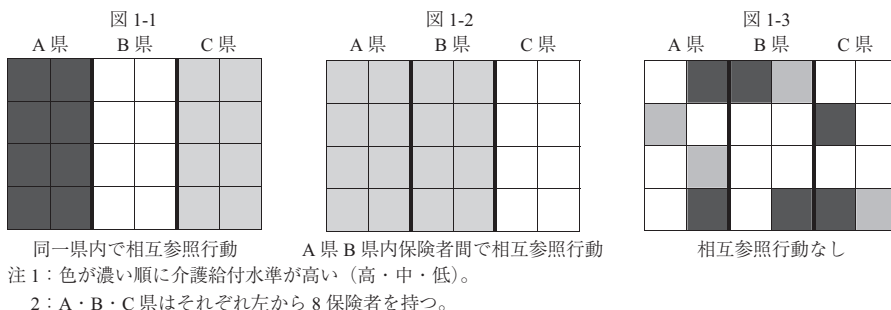 図 1-1
図 1-2
図 1-3
A 県 B 県 C 県
A 県 B 県 C 県
A 県 B 県 C 県
同一県内で相互参照行動
A 県 B 県内保険者間で相互参照行動
相互参照行動なし
注 1：色が濃い順に介護給付水準が高い（高・中・低）。
2：A・B・C 県はそれぞれ左から 8 保険者を持つ。